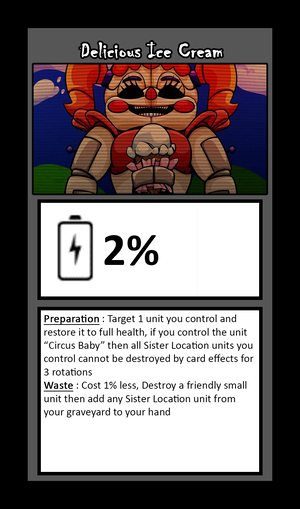 Delicious Ice Cream
2%
Preparation : Target 1 unit you control and
restore it to full health, if you control the unit
“Circus Baby” then all Sister Location units you
control cannot be destroyed by card effects for
3 rotations
Waste : Cost 1% less, Destroy a friendly small
unit then add any Sister Location unit from
your graveyard to your hand